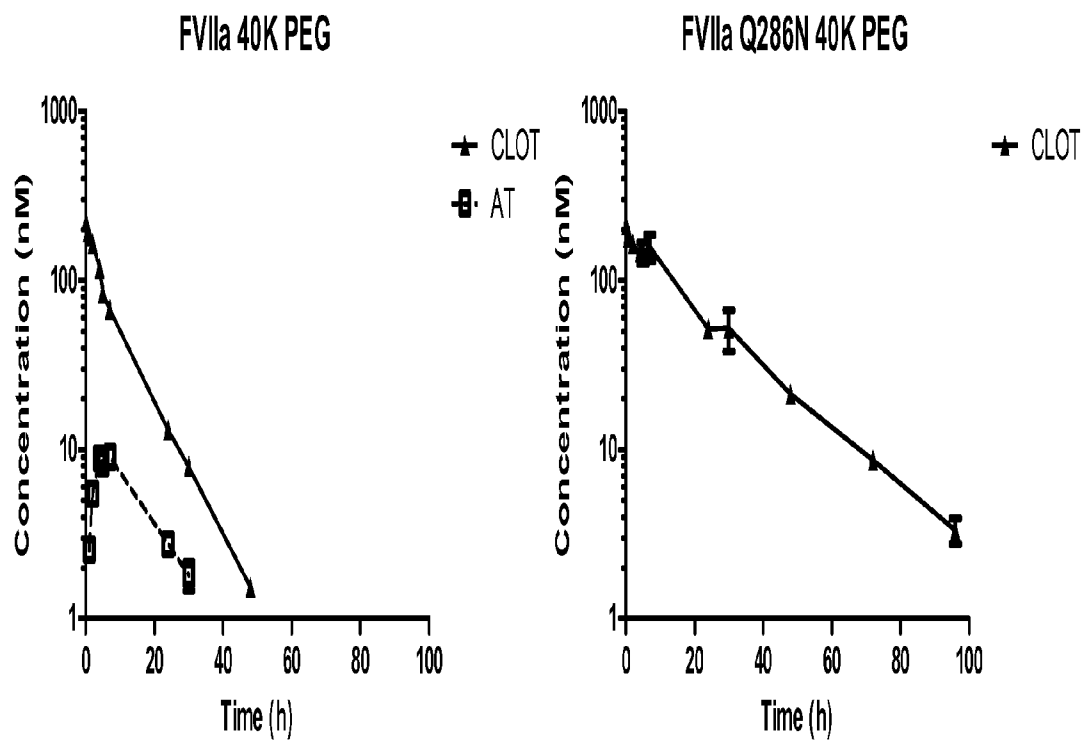 FVIIa 40K PEG
Concentration (nM)
1000
100
10
1
0 20 40 60 80 100
Time (h)
CLOT
AT
FVIIa Q286N 40K PEG
Concentration (nM)
1000
100
10
1
0 20 40 60 80 100
Time (h)
CLOT